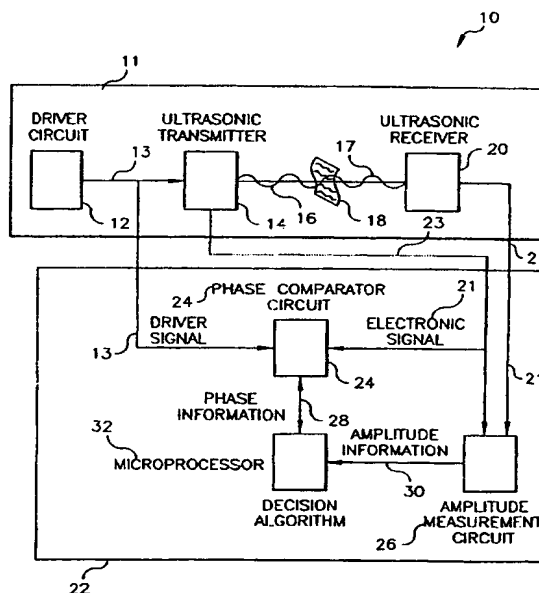 10
11
DRIVER CIRCUIT
ULTRASONIC TRANSMITTER
ULTRASONIC RECEIVER
13
17
20
12
14
16
18
23
24
PHASE COMPARATOR CIRCUIT
21
DRIVER SIGNAL
ELECTRONIC SIGNAL
13
24
PHASE INFORMATION
28
32
AMPLITUDE INFORMATION
MICROPROCESSOR
30
DECISION ALGORITHM
AMPLITUDE MEASUREMENT CIRCUIT
26
22